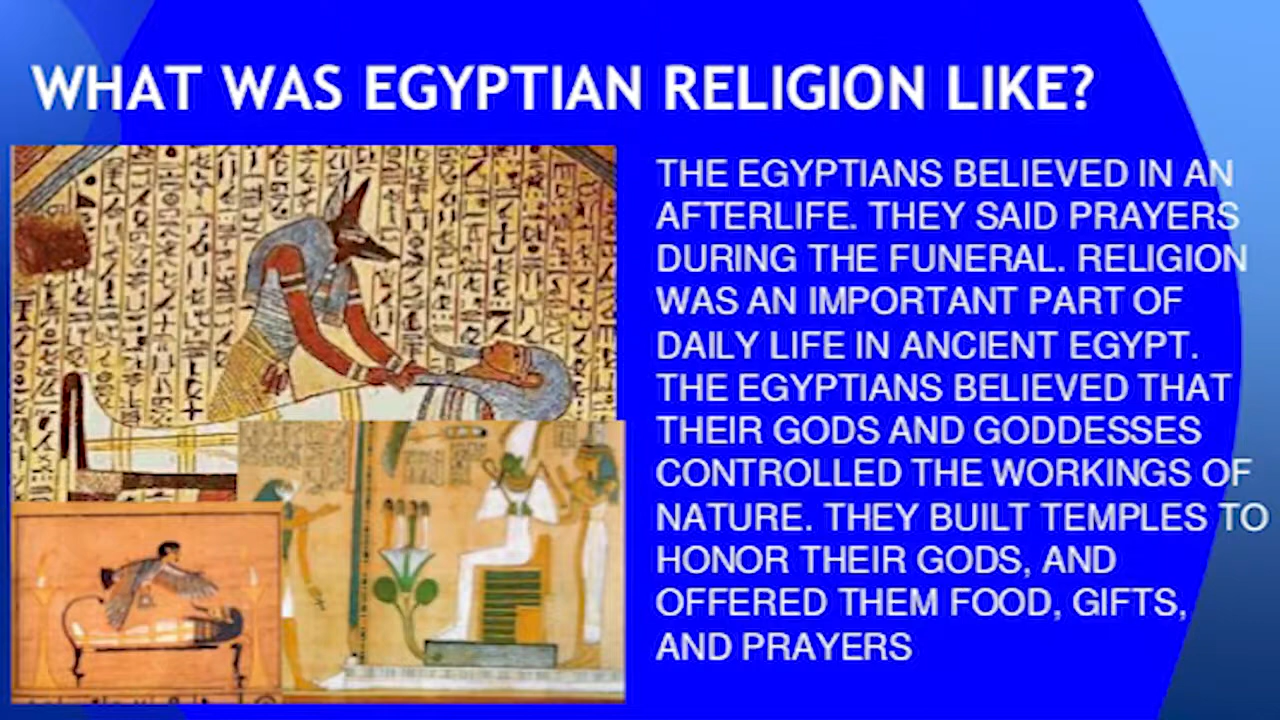 WHAT WAS EGYPTIAN RELIGION LIKE?
THE EGYPTIANS BELIEVED IN AN
AFTERLIFE. THEY SAID PRAYERS
DURING THE FUNERAL. RELIGION
WAS AN IMPORTANT PART OF
DAILY LIFE IN ANCIENT EGYPT.
THE EGYPTIANS BELIEVED THAT
THEIR GODS AND GODDESSES
CONTROLLED THE WORKINGS OF
NATURE. THEY BUILT TEMPLES TO
HONOR THEIR GODS, AND
OFFERED THEM FOOD, GIFTS,
AND PRAYERS